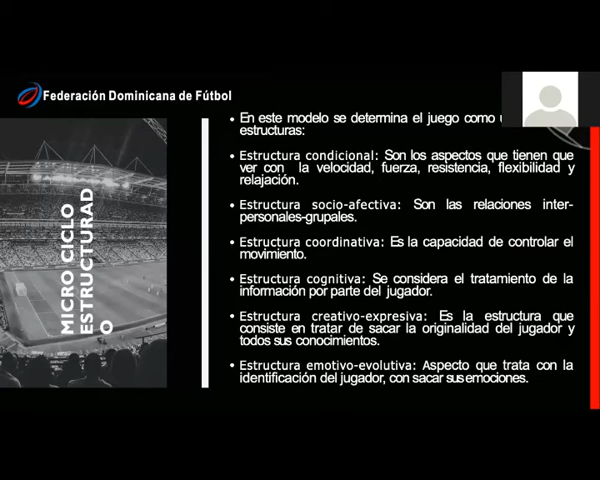 Federación Dominicana de Fútbol
MICRO CICLO
ESTRUCTURAD
O
• En este modelo se determina el juego como
estructuras:
• Estructura condicional: Son los aspectos que tienen que
ver con la velocidad, fuerza, resistencia, flexibilidad y
relajación.
• Estructura socio-afectiva: Son las relaciones inter-
personales-grupales.
• Estructura coordinativa: Es la capacidad de controlar el
movimiento.
• Estructura cognitiva: Se considera el tratamiento de la
información por parte del jugador.
• Estructura creativo-expresiva: Es la estructura que
consiste en tratar de sacar la originalidad del jugador y
todos sus conocimientos.
• Estructura emotivo-evolutiva: Aspecto que trata con la
identificación del jugador, con sacar sus emociones.